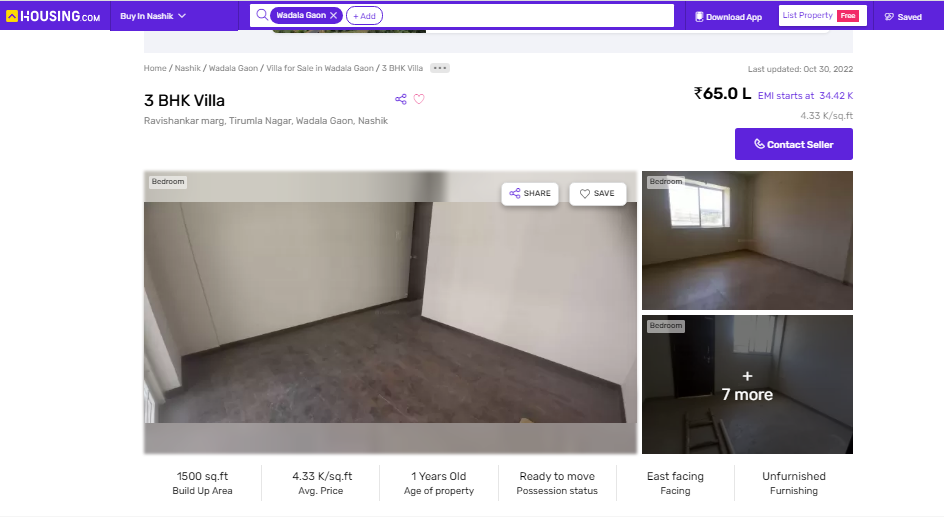 HOUSING.COM
Buy In Nashik
Wadala Gaon
+ Add
Download App
List Property Free
Saved
Home / Nashik / Wadala Gaon / Villa for Sale in Wadala Gaon / 3 BHK Villa
Last updated: Oct 30, 2022
3 BHK Villa
₹65.0 L EMI starts at 34.42 K
Ravishankar marg, Tirumla Nagar, Wadala Gaon, Nashik
4.33 K/sq.ft
Contact Seller
Bedroom
SHARE
SAVE
Bedroom
Bedroom
+
7 more
1500 sq.ft
Build Up Area
4.33 K/sq.ft
Avg. Price
1 Years Old
Age of property
Ready to move
Possession status
East facing
Facing
Unfurnished
Furnishing